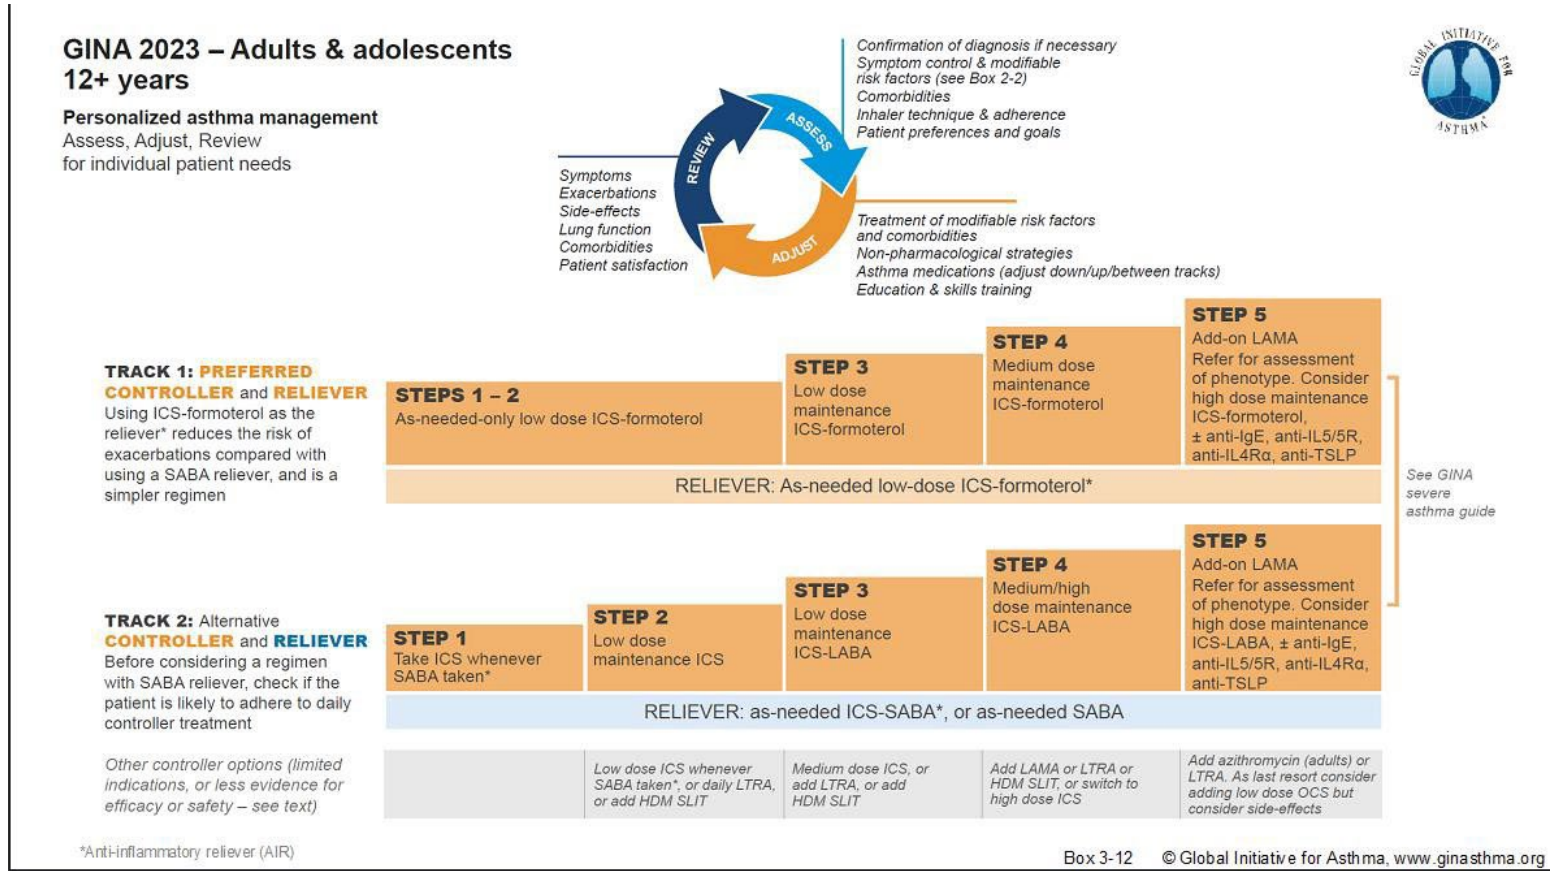 GINA 2023 – Adults & adolescents
12+ years
Personalized asthma management
Assess, Adjust, Review
for individual patient needs
GLOBAL INITIATIVE FOR
ASTHMA
REVIEW
ASSESS
ADJUST
Confirmation of diagnosis if necessary
Symptom control & modifiable
risk factors (see Box 2-2)
Comorbidities
Inhaler technique & adherence
Patient preferences and goals
Symptoms
Exacerbations
Side-effects
Lung function
Comorbidities
Patient satisfaction
Treatment of modifiable risk factors
and comorbidities
Non-pharmacological strategies
Asthma medications (adjust down/up/between tracks)
Education & skills training
TRACK 1: PREFERRED
CONTROLLER and RELIEVER
Using ICS-formoterol as the
reliever* reduces the risk of
exacerbations compared with
using a SABA reliever, and is a
simpler regimen
STEPS 1 – 2
As-needed-only low dose ICS-formoterol
STEP 3
Low dose
maintenance
ICS-formoterol
STEP 4
Medium dose
maintenance
ICS-formoterol
STEP 5
Add-on LAMA
Refer for assessment
of phenotype. Consider
high dose maintenance
ICS-formoterol,
± anti-IgE, anti-IL5/5R,
anti-IL4Rα, anti-TSLP
RELIEVER: As-needed low-dose ICS-formoterol*
See GINA
severe
asthma guide
TRACK 2: Alternative
CONTROLLER and RELIEVER
Before considering a regimen
with SABA reliever, check if the
patient is likely to adhere to daily
controller treatment
STEP 1
Take ICS whenever
SABA taken*
STEP 2
Low dose
maintenance ICS
STEP 3
Low dose
maintenance
ICS-LABA
STEP 4
Medium/high
dose maintenance
ICS-LABA
STEP 5
Add-on LAMA
Refer for assessment
of phenotype. Consider
high dose maintenance
ICS-LABA, ± anti-IgE,
anti-IL5/5R, anti-IL4Rα,
anti-TSLP
RELIEVER: as-needed ICS-SABA*, or as-needed SABA
Other controller options (limited
indications, or less evidence for
efficacy or safety – see text)
Low dose ICS whenever
SABA taken*, or daily LTRA,
or add HDM SLIT
Medium dose ICS, or
add LTRA, or add
HDM SLIT
Add LAMA or LTRA or
HDM SLIT, or switch to
high dose ICS
Add azithromycin (adults) or
LTRA. As last resort consider
adding low dose OCS but
consider side-effects
*Anti-inflammatory reliever (AIR)
Box 3-12 © Global Initiative for Asthma, www.ginasthma.org